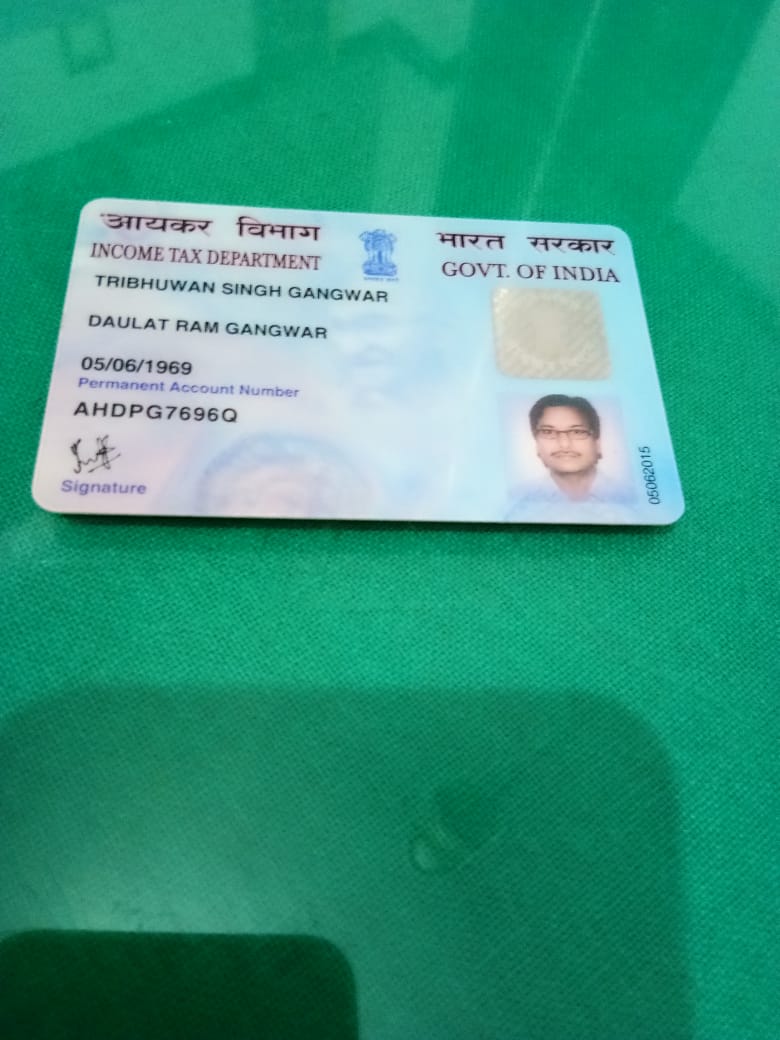 आयकर विभाग
INCOME TAX DEPARTMENT
भारत सरकार
GOVT. OF INDIA
TRIBHUWAN SINGH GANGWAR
DAULAT RAM GANGWAR
05/06/1969
Permanent Account Number
AHDPG7696Q
Signature
05062015